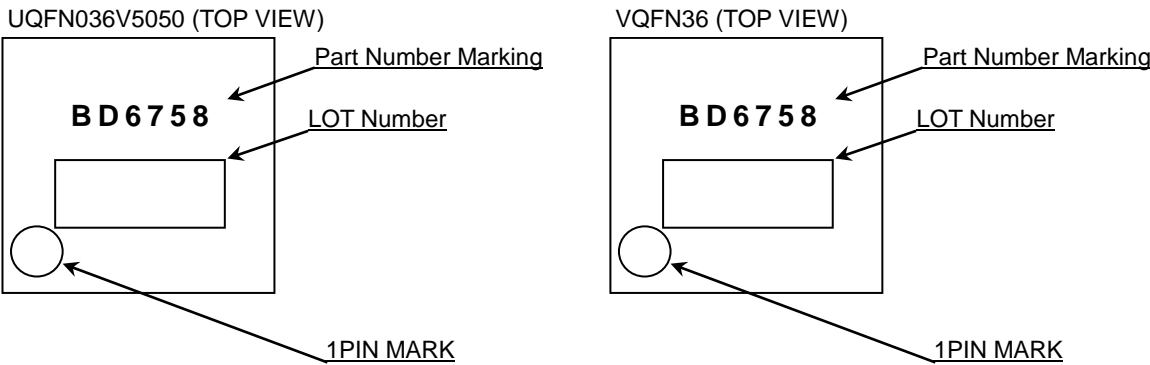 UQFN036V5050 (TOP VIEW)
Part Number Marking
BD6758
LOT Number
1PIN MARK
VQFN36 (TOP VIEW)
Part Number Marking
BD6758
LOT Number
1PIN MARK